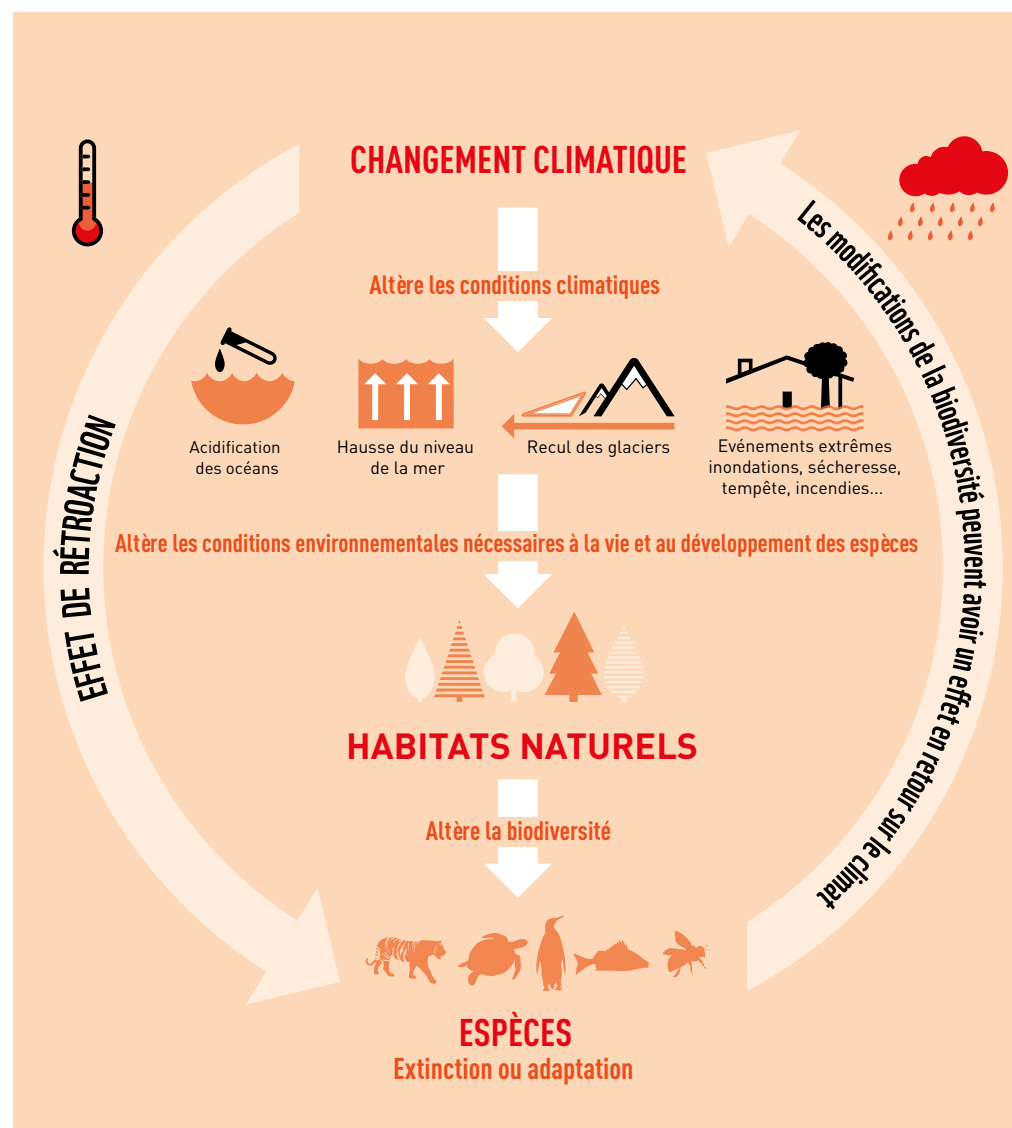 CHANGEMENT CLIMATIQUE
Altère les conditions climatiques
Acidification
des océans
Hausse du niveau
de la mer
Recul des glaciers
Evénements extrêmes
inondations, sécheresse,
tempête, incendies...
Altère les conditions environnementales nécessaires à la vie et au développement des espèces
HABITATS NATURELS
Altère la biodiversité
ESPÈCES
Extinction ou adaptation
EFFET DE RÉTROACTION
Les modifications de la biodiversité peuvent avoir un effet en retour sur le climat